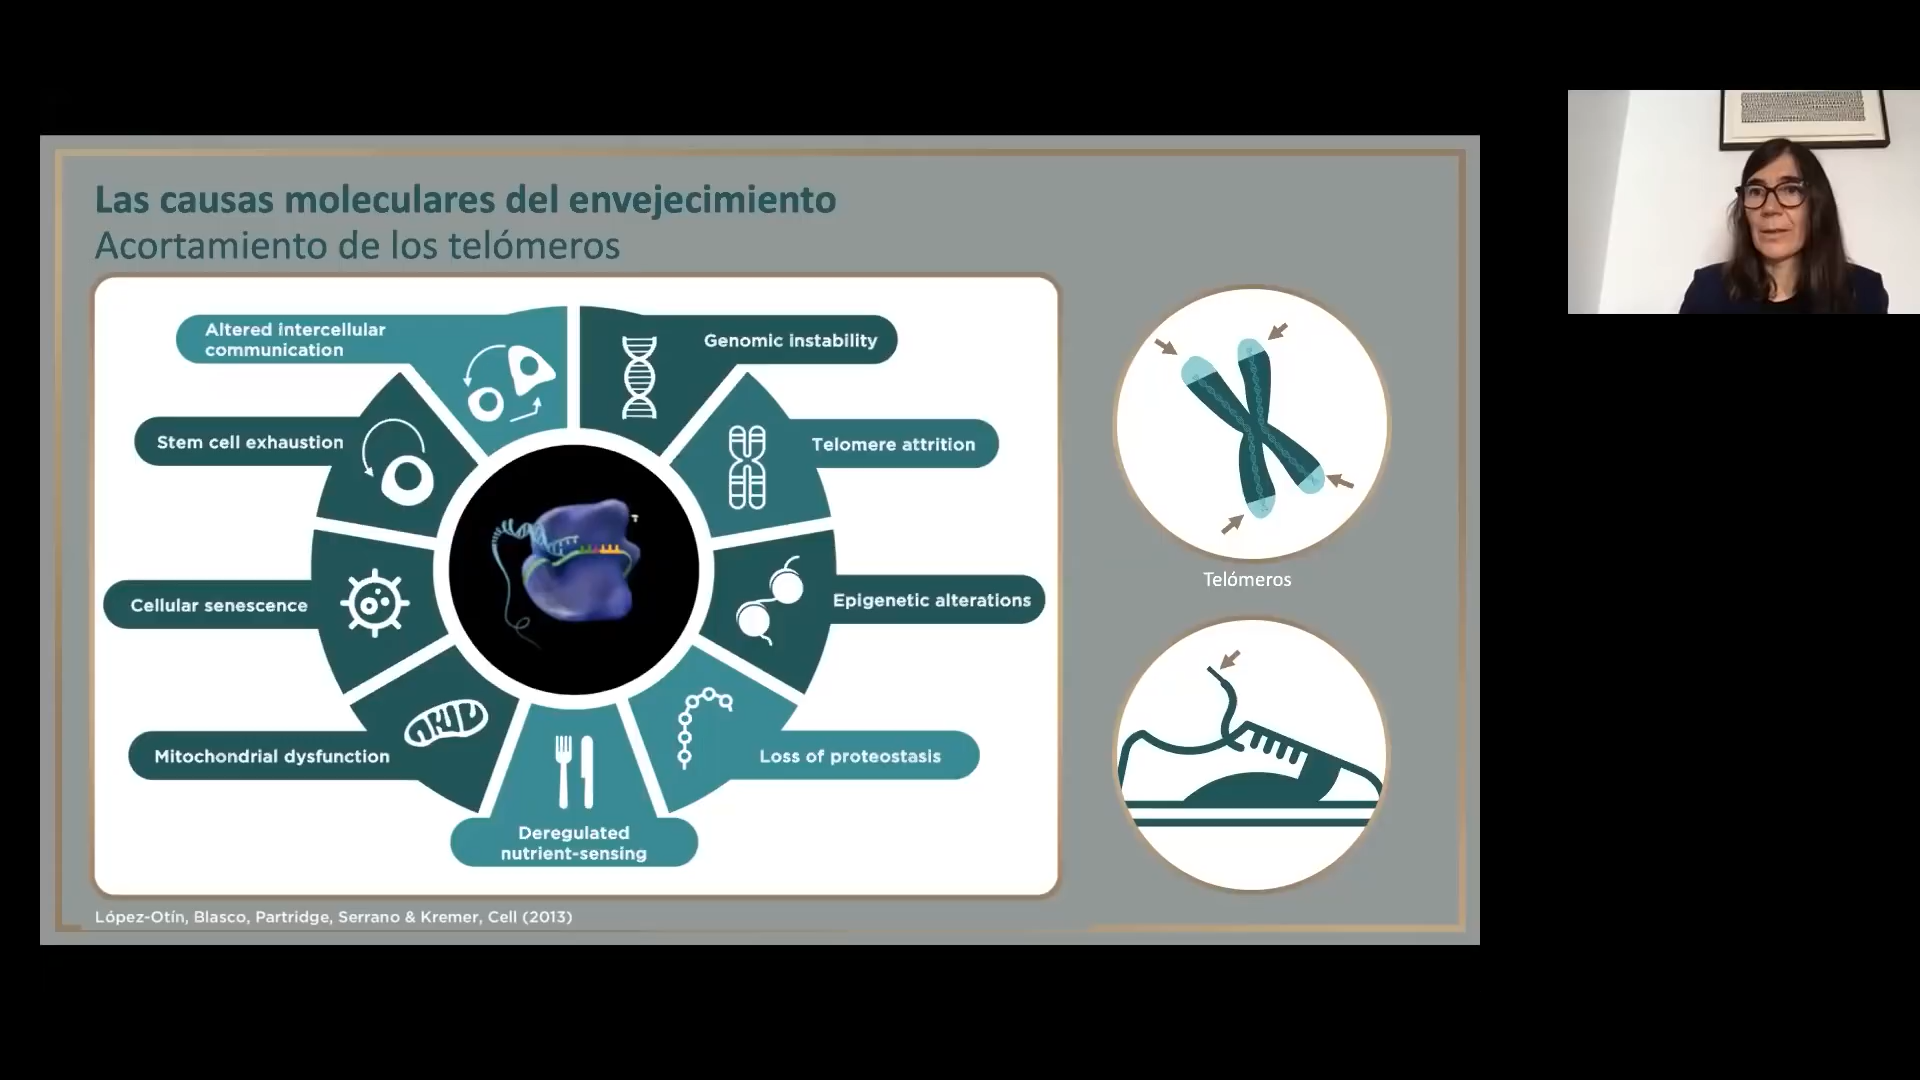 Las causas moleculares del envejecimiento
Acortamiento de los telómeros
Altered intercellular
communication
Genomic instability
Stem cell exhaustion
Telomere attrition
Cellular senescence
Epigenetic alterations
Mitochondrial dysfunction
Loss of proteostasis
Deregulated
nutrient-sensing
Telómeros
López-Otín, Blasco, Partridge, Serrano & Kremer, Cell (2013)